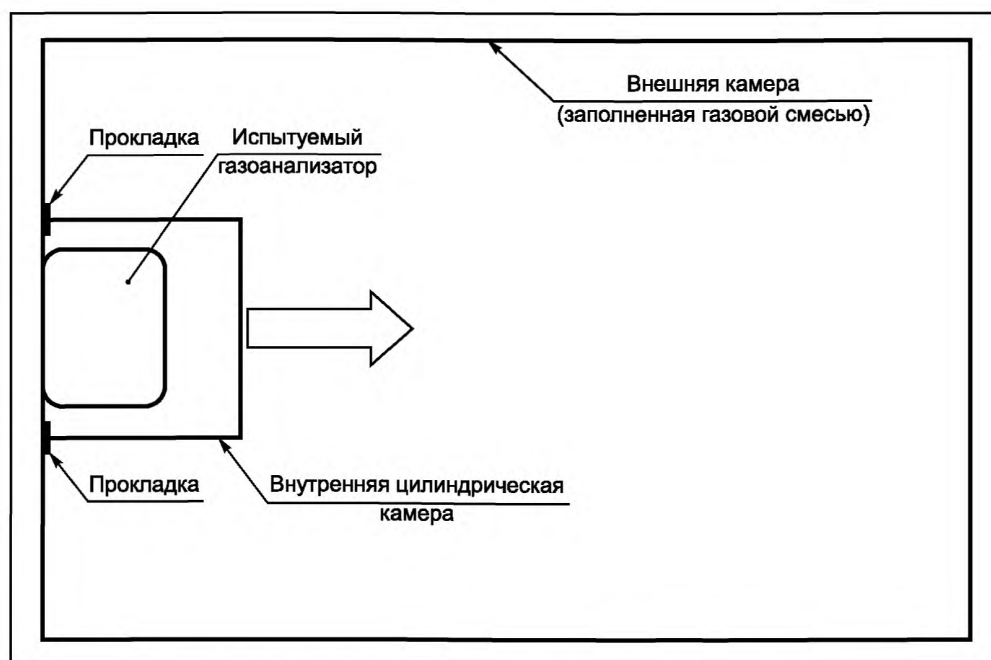 Внешняя камера
(заполненная газовой смесью)
Прокладка
Испытуемый
газоанализатор
Прокладка
Внутренняя цилиндрическая
камера